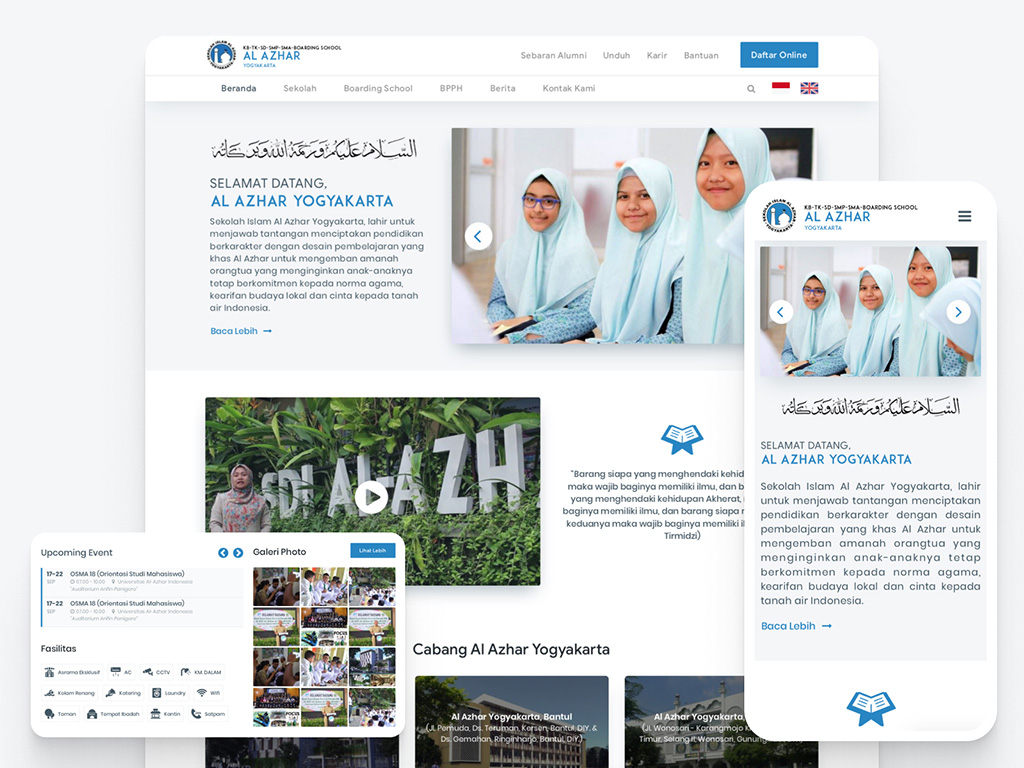 KB-TK-SD-SMP-SMA-BOARDING SCHOOL
AL AZHAR
YOGYAKARTA
Sebaran Alumni
Unduh
Karir
Bantuan
Daftar Online
Beranda
Sekolah
Boarding School
BPPH
Berita
Kontak Kami
السلام عليكم ورحمة الله وبركاته
SELAMAT DATANG,
AL AZHAR YOGYAKARTA
Sekolah Islam Al Azhar Yogyakarta, lahir untuk
menjawab tantangan menciptakan pendidikan
berkarakter dengan desain pembelajaran yang
khas Al Azhar untuk mengemban amanah
orangtua yang menginginkan anak-anaknya
tetap berkomitmen kepada norma agama,
kearifan budaya lokal dan cinta kepada tanah
air Indonesia.
Baca Lebih
SDI AL AZH
"Barang siapa yang menghendaki kehid
maka wajib baginya memiliki ilmu, dan b
yang menghendaki kehidupan Akherat,
baginya memiliki ilmu, dan barang siapa
keduanya maka wajib baginya memiliki il
Tirmidzi)
Cabang Al Azhar Yogyakarta
Al Azhar Yogyakarta, Bantul
(Jl. Pemuda, Ds. Teruman, Kersen, Bantul, DIY, &
Ds. Gemahan, Ringinharjo, Bantul, DIY.)
Al Azhar Yogyakarta,
(Jl. Wonosari - Karangmojo K
Timur, Selang II, Wonosari, Gunung
Upcoming Event
17-22
SEP
OSMA 18 (Orientasi Studi Mahasiswa)
07.00 - 10.00
Universitas Al Azhar Indonesia
"Auditorium Arifin Panigoro"
17-22
SEP
OSMA 18 (Orientasi Studi Mahasiswa)
07.00 - 10.00
Universitas Al Azhar Indonesia
"Auditorium Arifin Panigoro"
Fasilitas
Asrama Eksklusif
AC
CCTV
KM. DALAM
Kolam Renang
Katering
Laundry
Wifi
Taman
Tempat Ibadah
Kantin
Satpam
Galeri Photo
Lihat Lebih
KB-TK-SD-SMP-SMA-BOARDING SCHOOL
AL AZHAR
YOGYAKARTA
السلام عليكم ورحمة الله وبركاته
SELAMAT DATANG,
AL AZHAR YOGYAKARTA
Sekolah Islam Al Azhar Yogyakarta, lahir
untuk menjawab tantangan menciptakan
pendidikan berkarakter dengan desain
pembelajaran yang khas Al Azhar untuk
mengemban amanah orangtua yang
menginginkan anak-anaknya tetap
berkomitmen kepada norma agama,
kearifan budaya lokal dan cinta kepada
tanah air Indonesia.
Baca Lebih